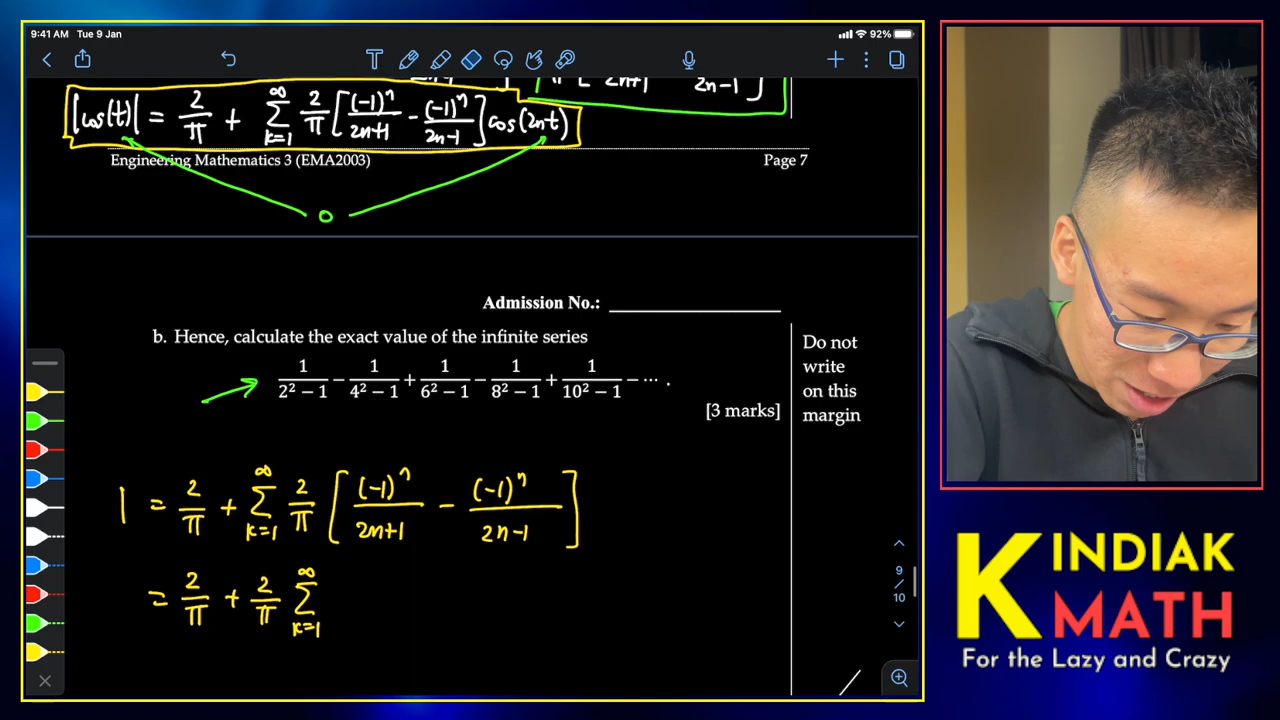 9:41 AM Tue 9 Jan 92%
2n+1 2n-1 ]
|cos(t)| = 2/π + ∑_{k=1}^{∞} 2/π [ (-1)^n/2n+1 - (-1)^n/2n-1 ] cos(2nt)
Engineering Mathematics 3 (EMA2003) Page 7
0
Admission No.:
b. Hence, calculate the exact value of the infinite series
1/2² − 1 − 1/4² − 1 + 1/6² − 1 − 1/8² − 1 + 1/10² − 1 − ⋯ .
[3 marks]
Do not
write
on this
margin
1 = 2/π + ∑_{k=1}^{∞} 2/π [ (-1)^n/2n+1 - (-1)^n/2n-1 ]
= 2/π + 2/π ∑_{k=1}^{∞}
9
/
10
KINDIAK
MATH
For the Lazy and Crazy